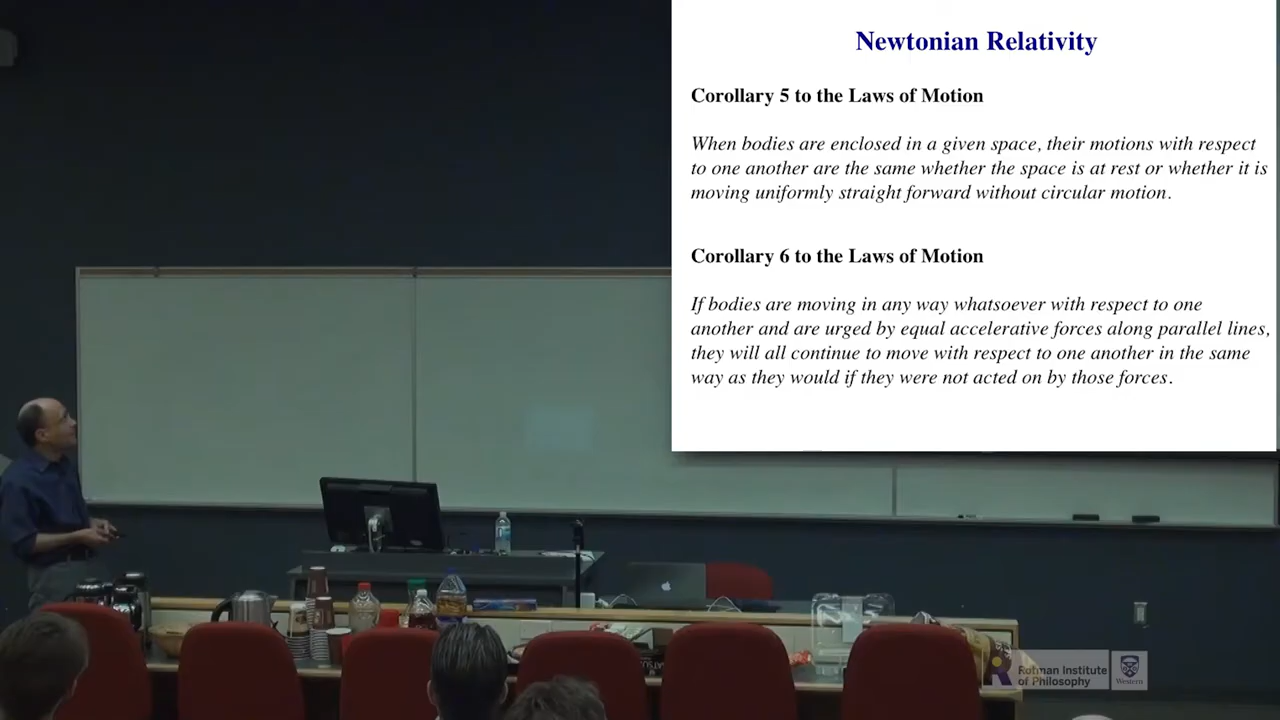 Newtonian Relativity
Corollary 5 to the Laws of Motion
When bodies are enclosed in a given space, their motions with respect
to one another are the same whether the space is at rest or whether it is
moving uniformly straight forward without circular motion.
Corollary 6 to the Laws of Motion
If bodies are moving in any way whatsoever with respect to one
another and are urged by equal accelerative forces along parallel lines,
they will all continue to move with respect to one another in the same
way as they would if they were not acted on by those forces.
Rotman Institute
of Philosophy
Western